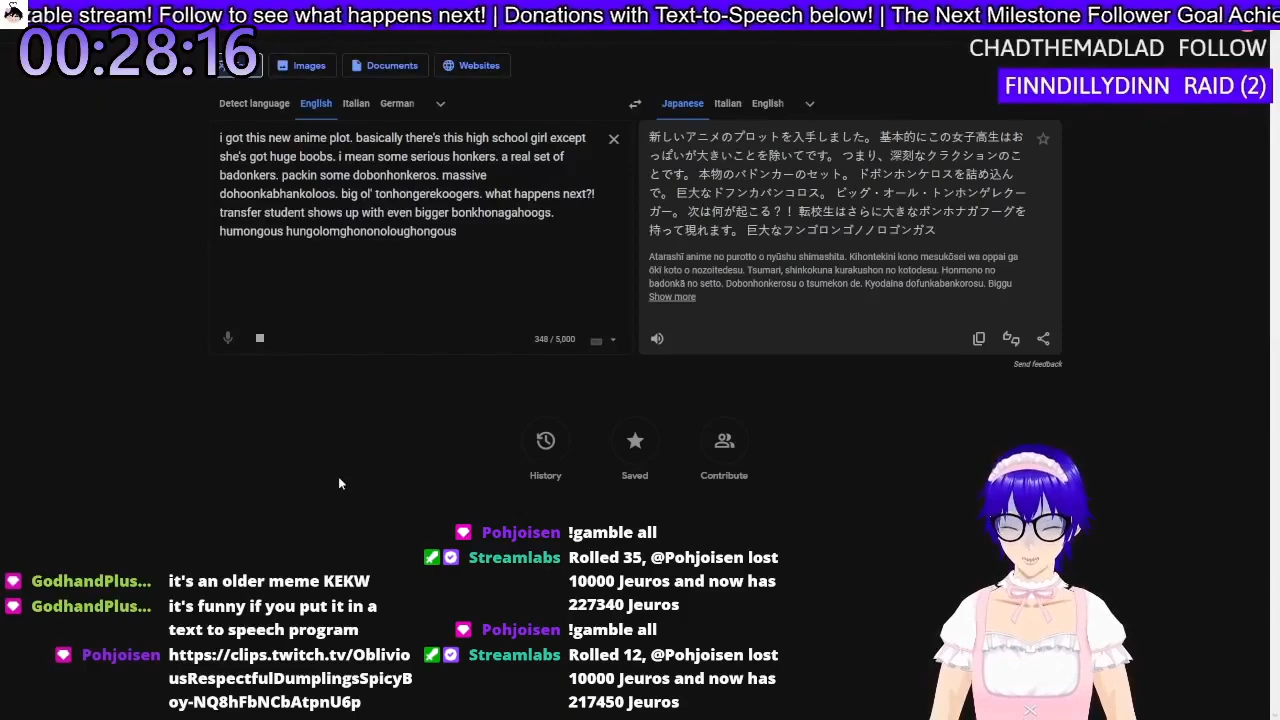 table stream! Follow to see what happens next! | Donations with Text-to-Speech below! | The Next Milestone Follower Goal Achie
00:28:16
CHADTHEMADLAD FOLLOW
FINNDILLYDINN RAID (2)
Images
Documents
Websites
Detect language
English
Italian
German
Japanese
Italian
English
i got this new anime plot. basically there's this high school girl except
she's got huge boobs. i mean some serious honkers. a real set of
badonkers. packin some dobonhonkeros. massive
dohoonkabhankoloos. big ol' tonhongerekoogers. what happens next?!
transfer student shows up with even bigger bonkhonagahoogs.
humongous hungolomghononoloughongous
348 / 5,000
新しいアニメのプロットを入手しました。 基本的にこの女子高生はお
っぱいが大きいことを除いてです。 つまり、深刻なクラクションのこ
とです。 本物のバドンカーのセット。 ドボンホンケロスを詰め込ん
で。 巨大なドフンカバンコロス。 ビッグ・オール・トンホンゲレクー
ガー。 次は何が起こる？！ 転校生はさらに大きなボンホナガフーグを
持って現れます。 巨大なフンゴロンゴノノロゴンガス
Atarashī anime no purotto o nyūshu shimashita. Kihontekini kono mesukōsei wa oppai ga
ōkī koto o nozoitedesu. Tsumari, shinkokuna kurakushon no kotodesu. Honmono no
badonkā no setto. Dobonhonkerosu o tsumekon de. Kyodaina dofunkabankorosu. Biggu
Show more
Send feedback
History
Saved
Contribute
GodhandPlus... it's an older meme KEKW
GodhandPlus... it's funny if you put it in a
text to speech program
Pohjoisen https://clips.twitch.tv/Oblivio
usRespectfulDumplingsSpicyB
oy-NQ8hFbNCbAtpnU6p
Pohjoisen !gamble all
Streamlabs Rolled 35, @Pohjoisen lost
10000 Jeuros and now has
227340 Jeuros
Pohjoisen !gamble all
Streamlabs Rolled 12, @Pohjoisen lost
10000 Jeuros and now has
217450 Jeuros